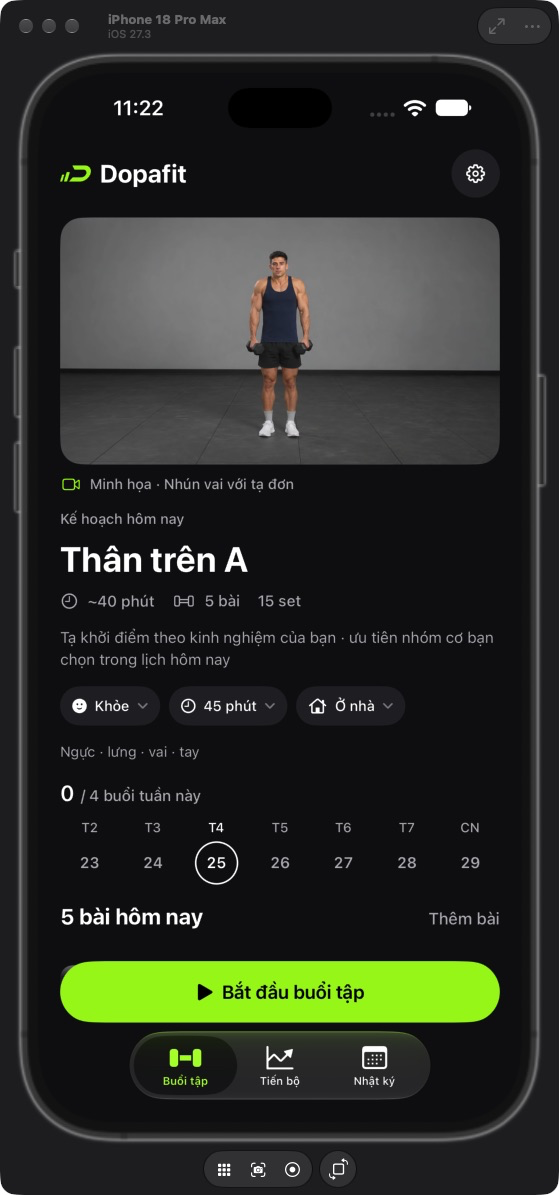 iPhone 18 Pro Max
iOS 27.3
11:22
Dopafit
Minh họa · Nhún vai với tạ đơn
Kế hoạch hôm nay
Thân trên A
~40 phút 5 bài 15 set
Tạ khởi điểm theo kinh nghiệm của bạn · ưu tiên nhóm cơ bạn
chọn trong lịch hôm nay
Khỏe 45 phút Ở nhà
Ngực · lưng · vai · tay
0 / 4 buổi tuần này
T2 T3 T4 T5 T6 T7 CN
23 24 25 26 27 28 29
5 bài hôm nay Thêm bài
Bắt đầu buổi tập
Buổi tập Tiến bộ Nhật ký